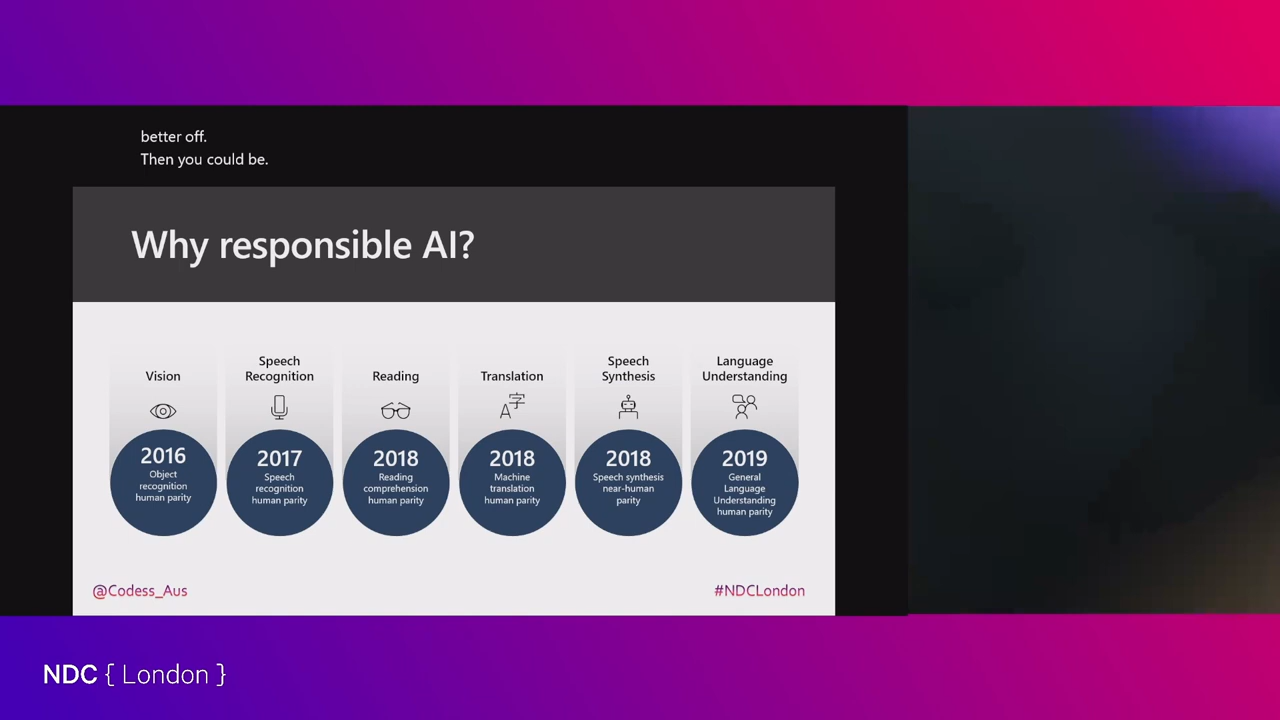 better off.
Then you could be.
Why responsible AI?
Vision
Speech
Recognition
Reading
Translation
Speech
Synthesis
Language
Understanding
A字
2016
Object
recognition
human parity
2017
Speech
recognition
human parity
2018
Reading
comprehension
human parity
2018
Machine
translation
human parity
2018
Speech synthesis
near-human
parity
2019
General
Language
Understanding
human parity
@Codess_Aus
#NDCLondon
NDC { London }